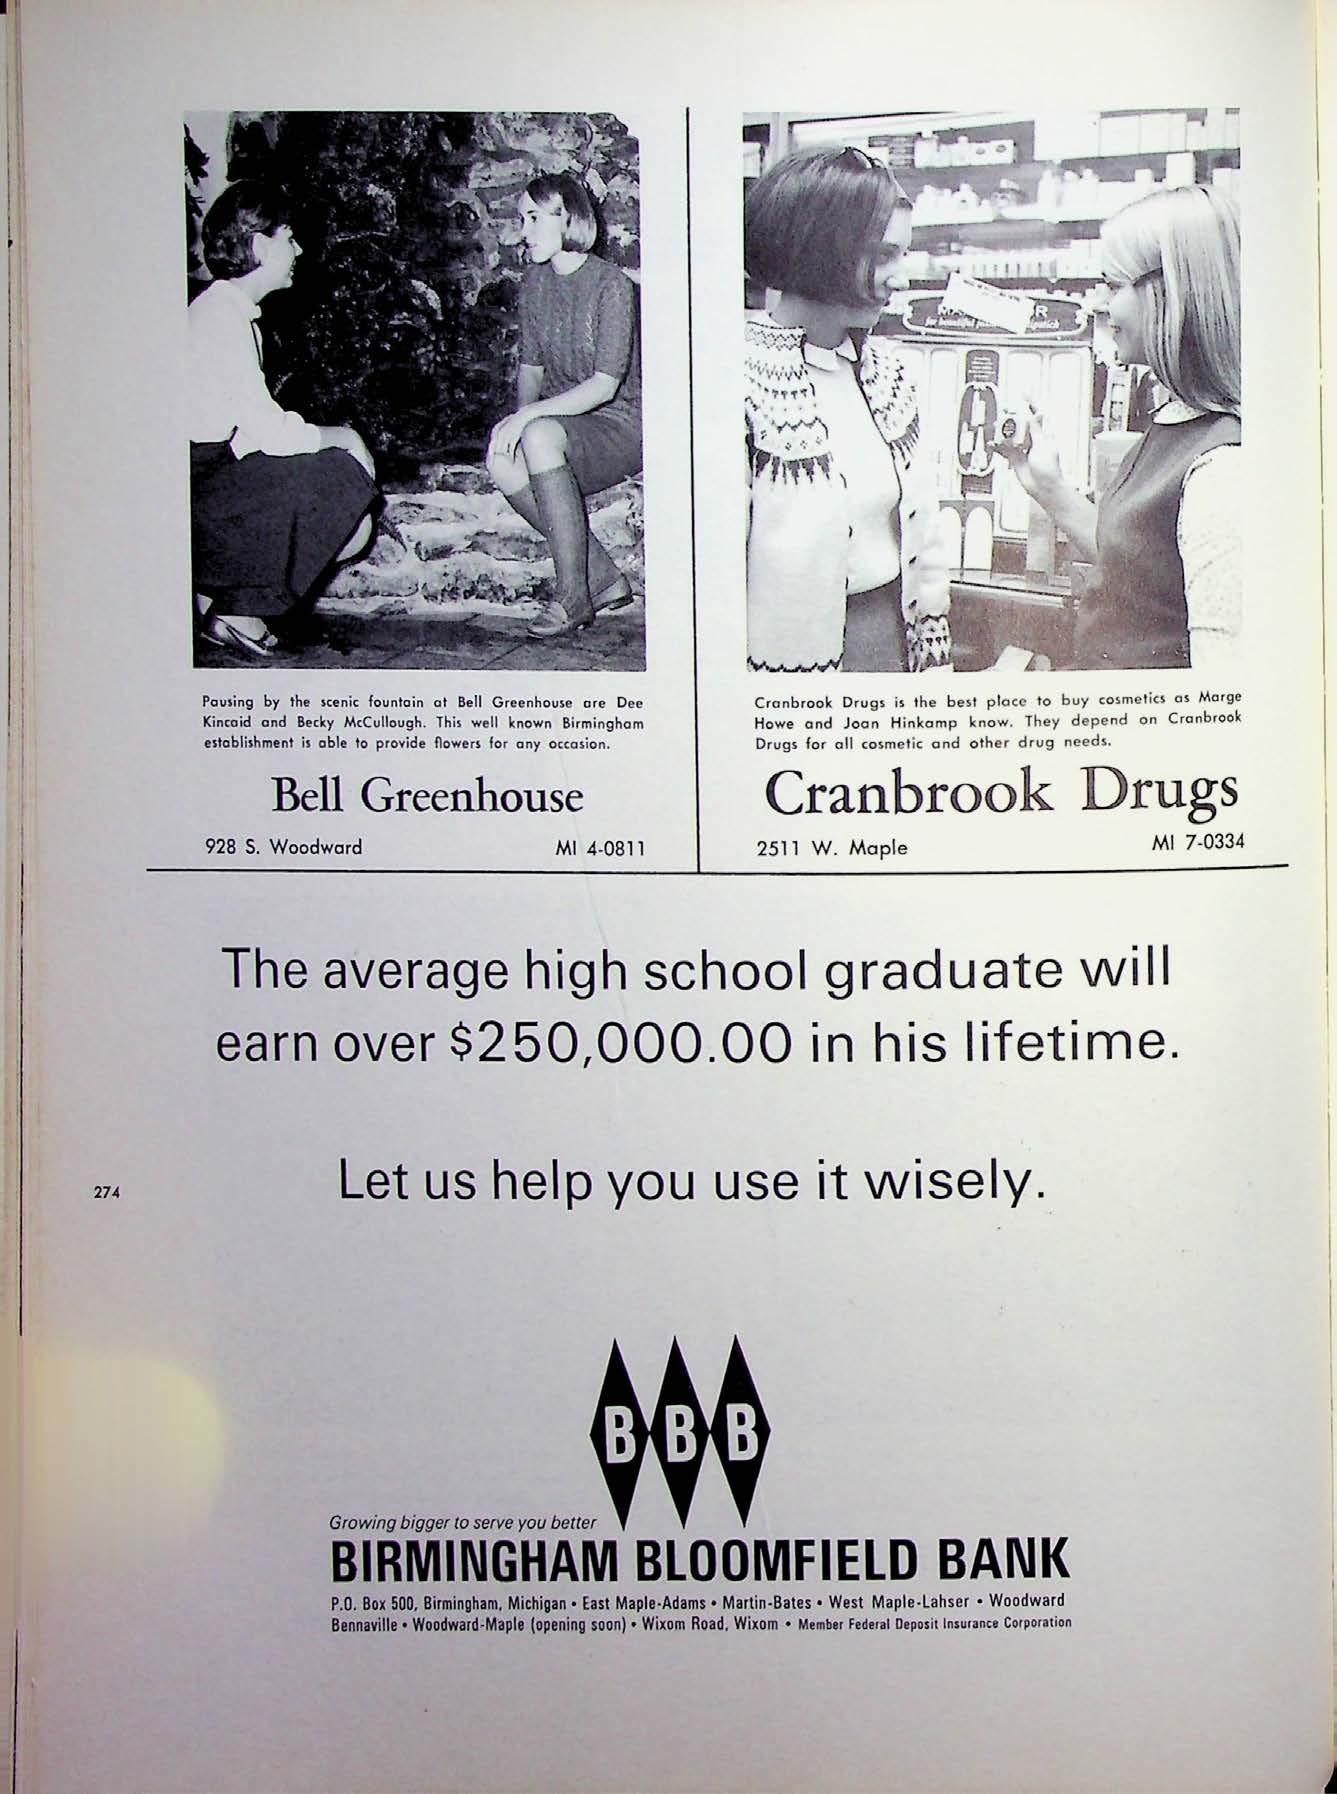 Pausing by the scenic fountain at Bell Greenhouse are Dee
Kincaid and Becky McCullough. This well known Birmingham
establishment is able to provide flowers for any occasion.
Bell Greenhouse
928 S. Woodward MI 4-0811
Cranbrook Drugs is the best place to buy cosmetics as Marge
Howe and Joan Hinkamp know. They depend on Cranbrook
Drugs for all cosmetic and other drug needs.
Cranbrook Drugs
2511 W. Maple MI 7-0334
The average high school graduate will
earn over $250,000.00 in his lifetime.
Let us help you use it wisely.
274
BBB
Growing bigger to serve you better
BIRMINGHAM BLOOMFIELD BANK
P.O. Box 500, Birmingham, Michigan • East Maple-Adams • Martin-Bates • West Maple-Lahser • Woodward
Bennaville • Woodward-Maple (opening soon) • Wixom Road, Wixom • Member Federal Deposit Insurance Corporation